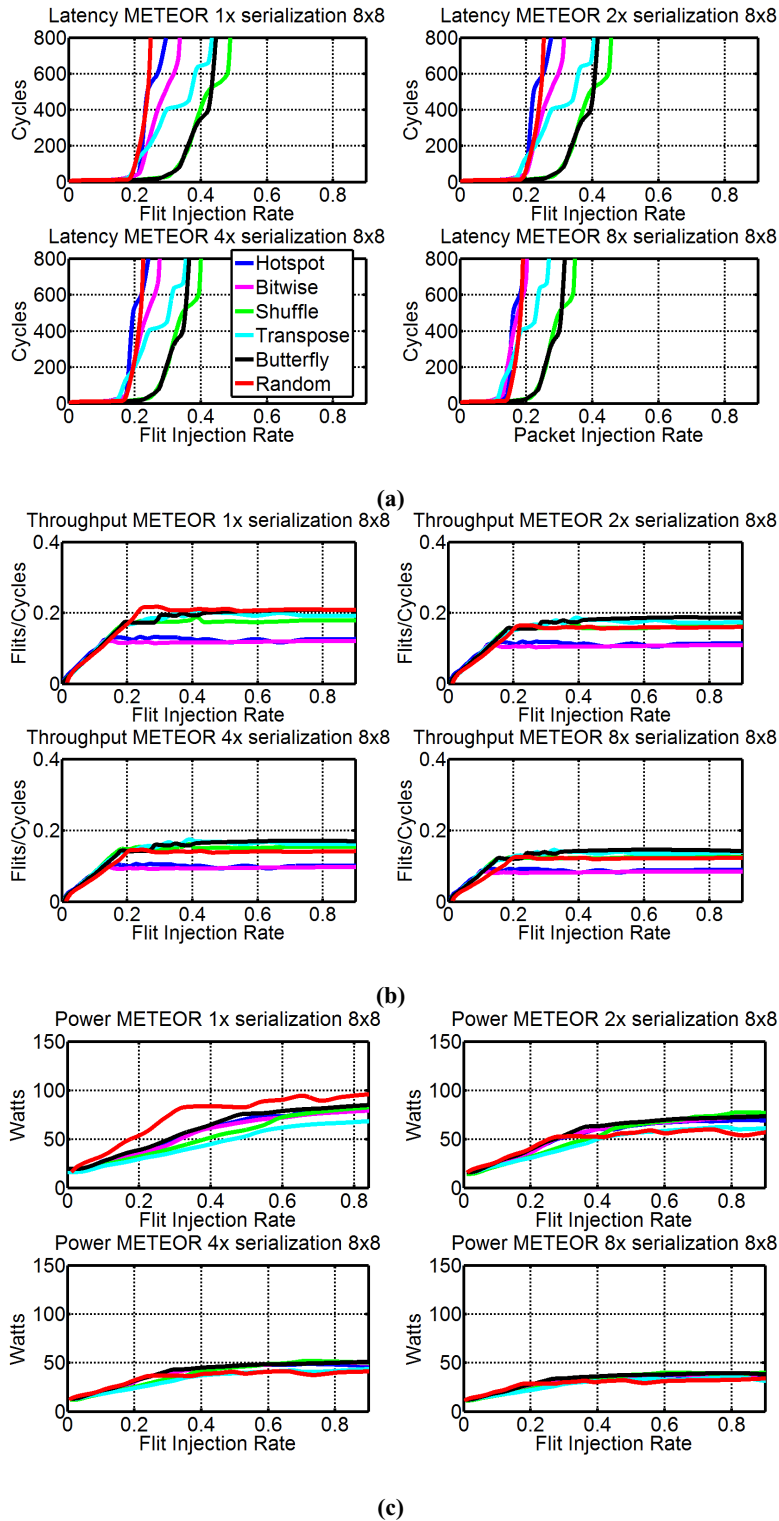 Latency METEOR 1x serialization 8x8
800
600
400
200
0
Cycles
0 0.2 0.4 0.6 0.8
Flit Injection Rate
Latency METEOR 2x serialization 8x8
800
600
400
200
0
Cycles
0 0.2 0.4 0.6 0.8
Flit Injection Rate
Latency METEOR 4x serialization 8x8
800
600
400
200
0
Cycles
0 0.2 0.4 0.6 0.8
Flit Injection Rate
Hotspot
Bitwise
Shuffle
Transpose
Butterfly
Random
Latency METEOR 8x serialization 8x8
800
600
400
200
0
Cycles
0 0.2 0.4 0.6 0.8
Packet Injection Rate
(a)
Throughput METEOR 1x serialization 8x8
0.4
0.2
0
Flits/Cycles
0 0.2 0.4 0.6 0.8
Flit Injection Rate
Throughput METEOR 2x serialization 8x8
0.4
0.2
0
Flits/Cycles
0 0.2 0.4 0.6 0.8
Flit Injection Rate
Throughput METEOR 4x serialization 8x8
0.4
0.2
0
Flits/Cycles
0 0.2 0.4 0.6 0.8
Flit Injection Rate
Throughput METEOR 8x serialization 8x8
0.4
0.2
0
Flits/Cycles
0 0.2 0.4 0.6 0.8
Flit Injection Rate
(b)
Power METEOR 1x serialization 8x8
150
100
50
0
Watts
0 0.2 0.4 0.6 0.8
Flit Injection Rate
Power METEOR 2x serialization 8x8
150
100
50
0
Watts
0 0.2 0.4 0.6 0.8
Flit Injection Rate
Power METEOR 4x serialization 8x8
150
100
50
0
Watts
0 0.2 0.4 0.6 0.8
Flit Injection Rate
Power METEOR 8x serialization 8x8
150
100
50
0
Watts
0 0.2 0.4 0.6 0.8
Flit Injection Rate
(c)